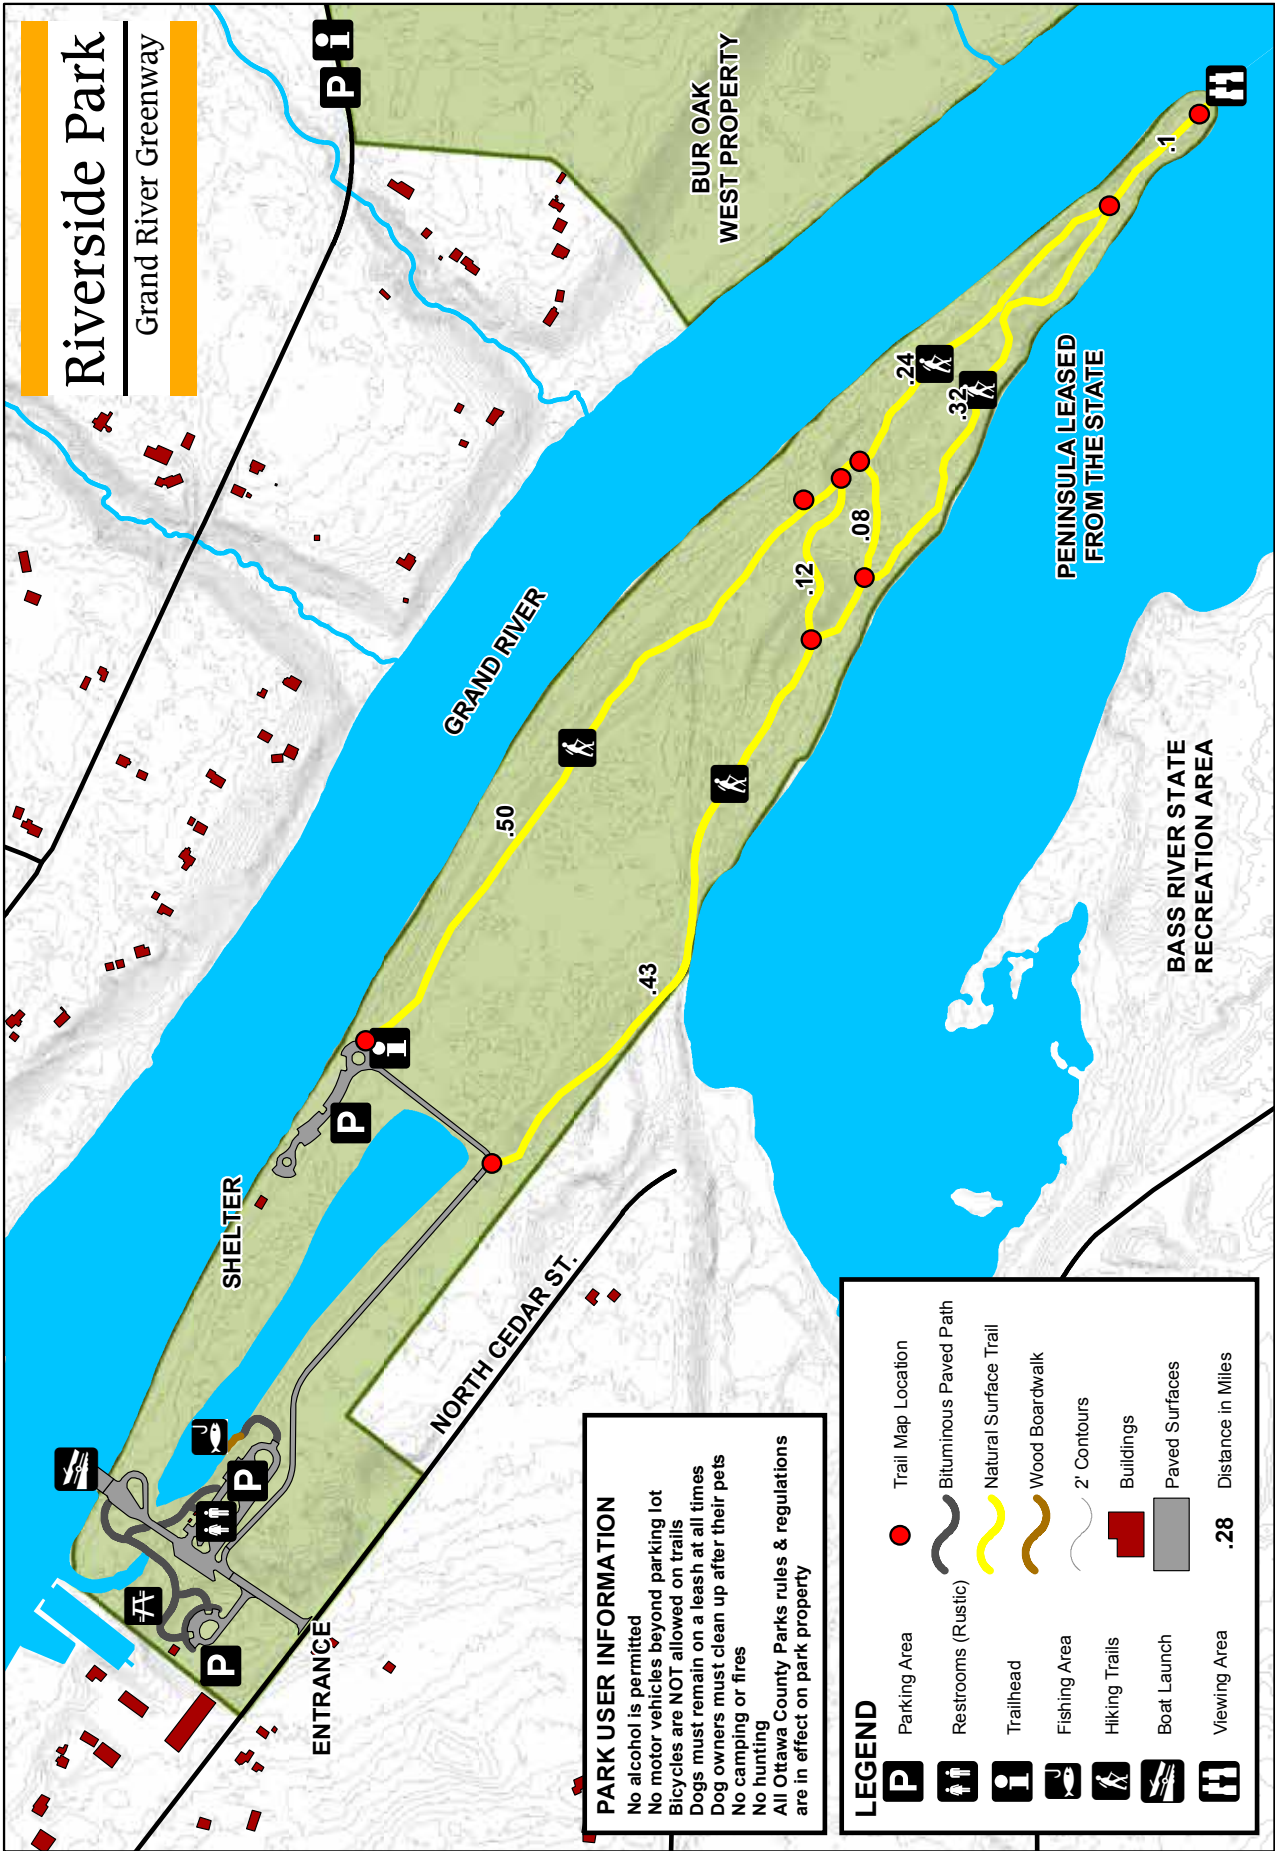 Riverside Park
Grand River Greenway
P
i
BUR OAK
WEST PROPERTY
.1
.24
.32
PENINSULA LEASED
FROM THE STATE
.08
.12
GRAND RIVER
.50
.43
BASS RIVER STATE
RECREATION AREA
i
P
SHELTER
NORTH CEDAR ST.
P
P
ENTRANCE
PARK USER INFORMATION
No alcohol is permitted
No motor vehicles beyond parking lot
Bicycles are NOT allowed on trails
Dogs must remain on a leash at all times
Dog owners must clean up after their pets
No camping or fires
No hunting
All Ottawa County Parks rules & regulations
are in effect on park property
LEGEND
P Parking Area
Restrooms (Rustic)
i Trailhead
Fishing Area
Hiking Trails
Boat Launch
Viewing Area
Trail Map Location
Bituminous Paved Path
Natural Surface Trail
Wood Boardwalk
2' Contours
Buildings
Paved Surfaces
.28 Distance in Miles